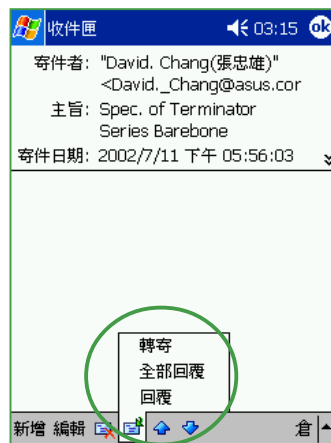 收件匣 03:15 ok
寄件者: "David. Chang(張忠雄)"
<David._Chang@asus.cor
主旨: Spec. of Terminator
Series Barebone
寄件日期: 2002/7/11 下午 05:56:03
轉寄
全部回覆
回覆
新增 編輯 倉